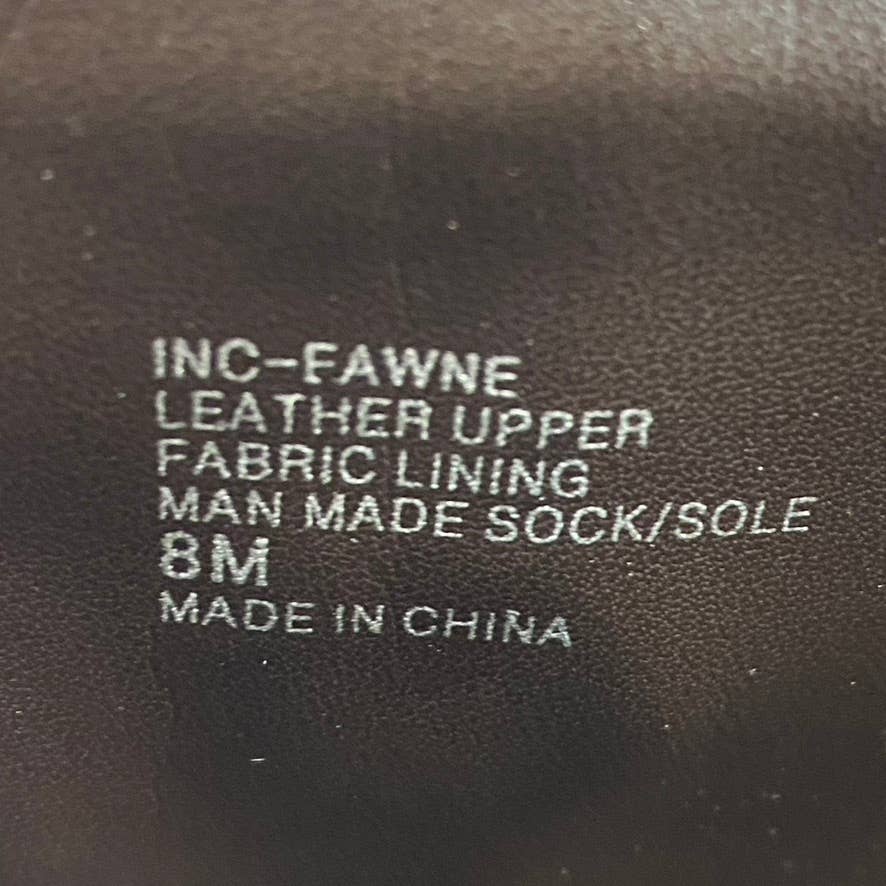 INC-FAWNE
LEATHER UPPER
FABRIC LINING
MAN MADE SOCK/SOLE
8M
MADE IN CHINA